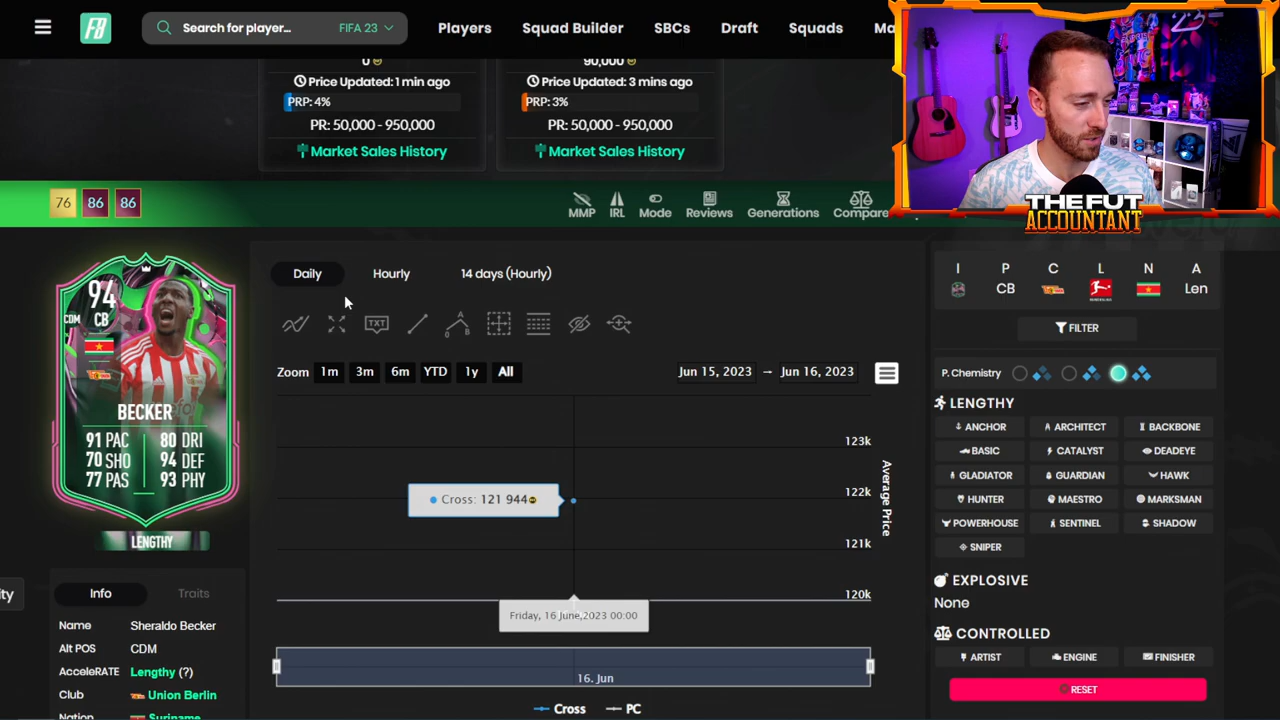 FB
Search for player...
FIFA 23
Players
Squad Builder
SBCs
Draft
Squads
Ma
0
90,000
Price Updated: 1 min ago
Price Updated: 3 mins ago
PRP: 4%
PRP: 3%
PR: 50,000 - 950,000
PR: 50,000 - 950,000
Market Sales History
Market Sales History
THE FUT
ACCOUNTANT
76
86
86
MMP
IRL
Mode
Reviews
Generations
Compare
94
CB
CDM
BECKER
91 PAC
80 DRI
70 SHO
94 DEF
77 PAS
93 PHY
LENGTHY
Daily
Hourly
14 days (Hourly)
TXT
Zoom
1m
3m
6m
YTD
1y
All
Jun 15, 2023 → Jun 16, 2023
123k
122k
121k
120k
Average Price
Cross: 121 944
Friday, 16 June, 2023 00:00
16. Jun
Cross
PC
I
P
C
L
N
A
CB
Len
FILTER
P. Chemistry
LENGTHY
ANCHOR
ARCHITECT
BACKBONE
BASIC
CATALYST
DEADEYE
GLADIATOR
GUARDIAN
HAWK
HUNTER
MAESTRO
MARKSMAN
POWERHOUSE
SENTINEL
SHADOW
SNIPER
EXPLOSIVE
None
CONTROLLED
ARTIST
ENGINE
FINISHER
RESET
ty
Info
Traits
Name
Sheraldo Becker
Alt POS
CDM
AcceleRATE
Lengthy (?)
Club
Union Berlin
Nation
Suriname